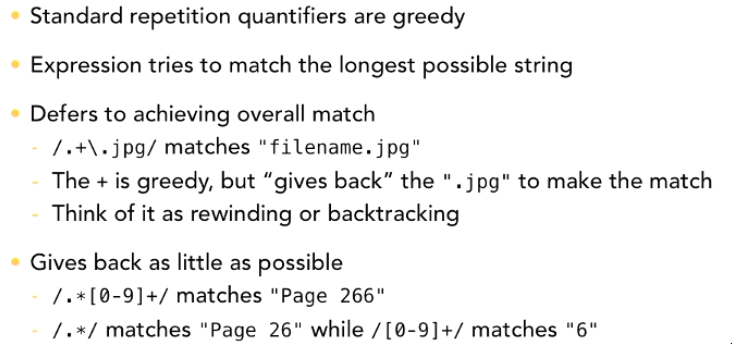 • Standard repetition quantifiers are greedy
• Expression tries to match the longest possible string
• Defers to achieving overall match
- /.+\.jpg/ matches "filename.jpg"
- The + is greedy, but “gives back” the ".jpg" to make the match
- Think of it as rewinding or backtracking
• Gives back as little as possible
- /.*[0-9]+/ matches "Page 266"
- /.*/ matches "Page 26" while /[0-9]+/ matches "6"